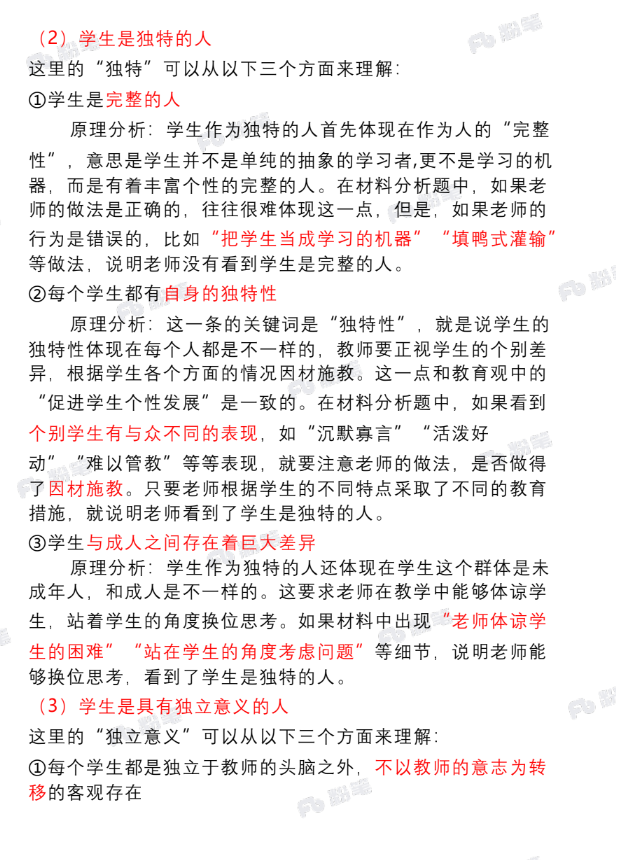 （2）学生是独特的人
这里的“独特”可以从以下三个方面来理解：
①学生是完整的人
原理分析：学生作为独特的人首先体现在作为人的“完整
性”，意思是学生并不是单纯的抽象的学习者,更不是学习的机
器，而是有着丰富个性的完整的人。在材料分析题中，如果老
师的做法是正确的，往往很难体现这一点，但是，如果老师的
行为是错误的，比如“把学生当成学习的机器”“填鸭式灌输”
等做法，说明老师没有看到学生是完整的人。
②每个学生都有自身的独特性
原理分析：这一条的关键词是“独特性”，就是说学生的
独特性体现在每个人都是不一样的，教师要正视学生的个别差
异，根据学生各个方面的情况因材施教。这一点和教育观中的
“促进学生个性发展”是一致的。在材料分析题中，如果看到
个别学生有与众不同的表现，如“沉默寡言”“活泼好
动”“难以管教”等等表现，就要注意老师的做法，是否做得
了因材施教。只要老师根据学生的不同特点采取了不同的教育
措施，就说明老师看到了学生是独特的人。
③学生与成人之间存在着巨大差异
原理分析：学生作为独特的人还体现在学生这个群体是未
成年人，和成人是不一样的。这要求老师在教学中能够体谅学
生，站着学生的角度换位思考。如果材料中出现“老师体谅学
生的困难”“站在学生的角度考虑问题”等细节，说明老师能
够换位思考，看到了学生是独特的人。
（3）学生是具有独立意义的人
这里的“独立意义”可以从以下三个方面来理解：
①每个学生都是独立于教师的头脑之外，不以教师的意志为转
移的客观存在